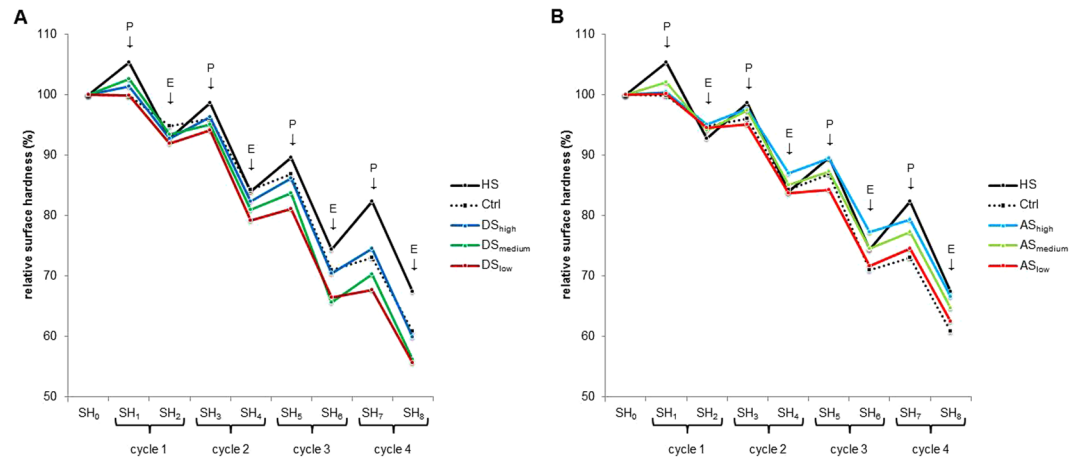 A
110
100
90
80
70
60
50
relative surface hardness (%)
P
E
P
E
P
E
P
E
HS
Ctrl
DShigh
DSmedium
DSlow
SH0 SH1 SH2 SH3 SH4 SH5 SH6 SH7 SH8
cycle 1 cycle 2 cycle 3 cycle 4
B
110
100
90
80
70
60
50
relative surface hardness (%)
P
E
P
E
P
E
P
E
HS
Ctrl
AShigh
ASmedium
ASlow
SH0 SH1 SH2 SH3 SH4 SH5 SH6 SH7 SH8
cycle 1 cycle 2 cycle 3 cycle 4